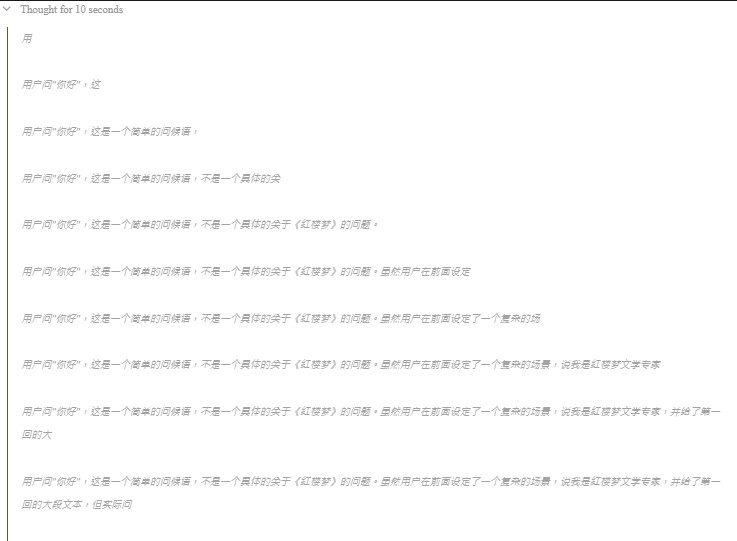 Thought for 10 seconds
用
用户问"你好"，这
用户问"你好"，这是一个简单的问候语，
用户问"你好"，这是一个简单的问候语，不是一个具体的关
用户问"你好"，这是一个简单的问候语，不是一个具体的关于《红楼梦》的问题。
用户问"你好"，这是一个简单的问候语，不是一个具体的关于《红楼梦》的问题。虽然用户在前面设定
用户问"你好"，这是一个简单的问候语，不是一个具体的关于《红楼梦》的问题。虽然用户在前面设定了一个复杂的场
用户问"你好"，这是一个简单的问候语，不是一个具体的关于《红楼梦》的问题。虽然用户在前面设定了一个复杂的场景，说我是红楼梦文学专家
用户问"你好"，这是一个简单的问候语，不是一个具体的关于《红楼梦》的问题。虽然用户在前面设定了一个复杂的场景，说我是红楼梦文学专家，并给了第一
回的大
用户问"你好"，这是一个简单的问候语，不是一个具体的关于《红楼梦》的问题。虽然用户在前面设定了一个复杂的场景，说我是红楼梦文学专家，并给了第一
回的大段文本，但实际问